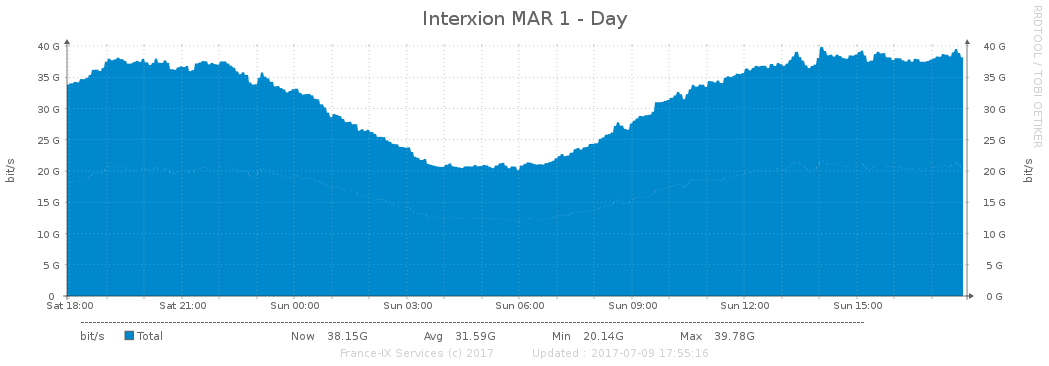 Interxion MAR 1 - Day
RRDTOOL / TOBI OETIKER
bit/s
40 G 40 G
35 G 35 G
30 G 30 G
25 G 25 G
20 G 20 G
15 G 15 G
10 G 10 G
5 G 5 G
0 0 G
bit/s
Sat 18:00 Sat 21:00 Sun 00:00 Sun 03:00 Sun 06:00 Sun 09:00 Sun 12:00 Sun 15:00
bit/s Total Now 38.15G Avg 31.59G Min 20.14G Max 39.78G
France-IX Services (c) 2017 Updated : 2017-07-09 17:55:16